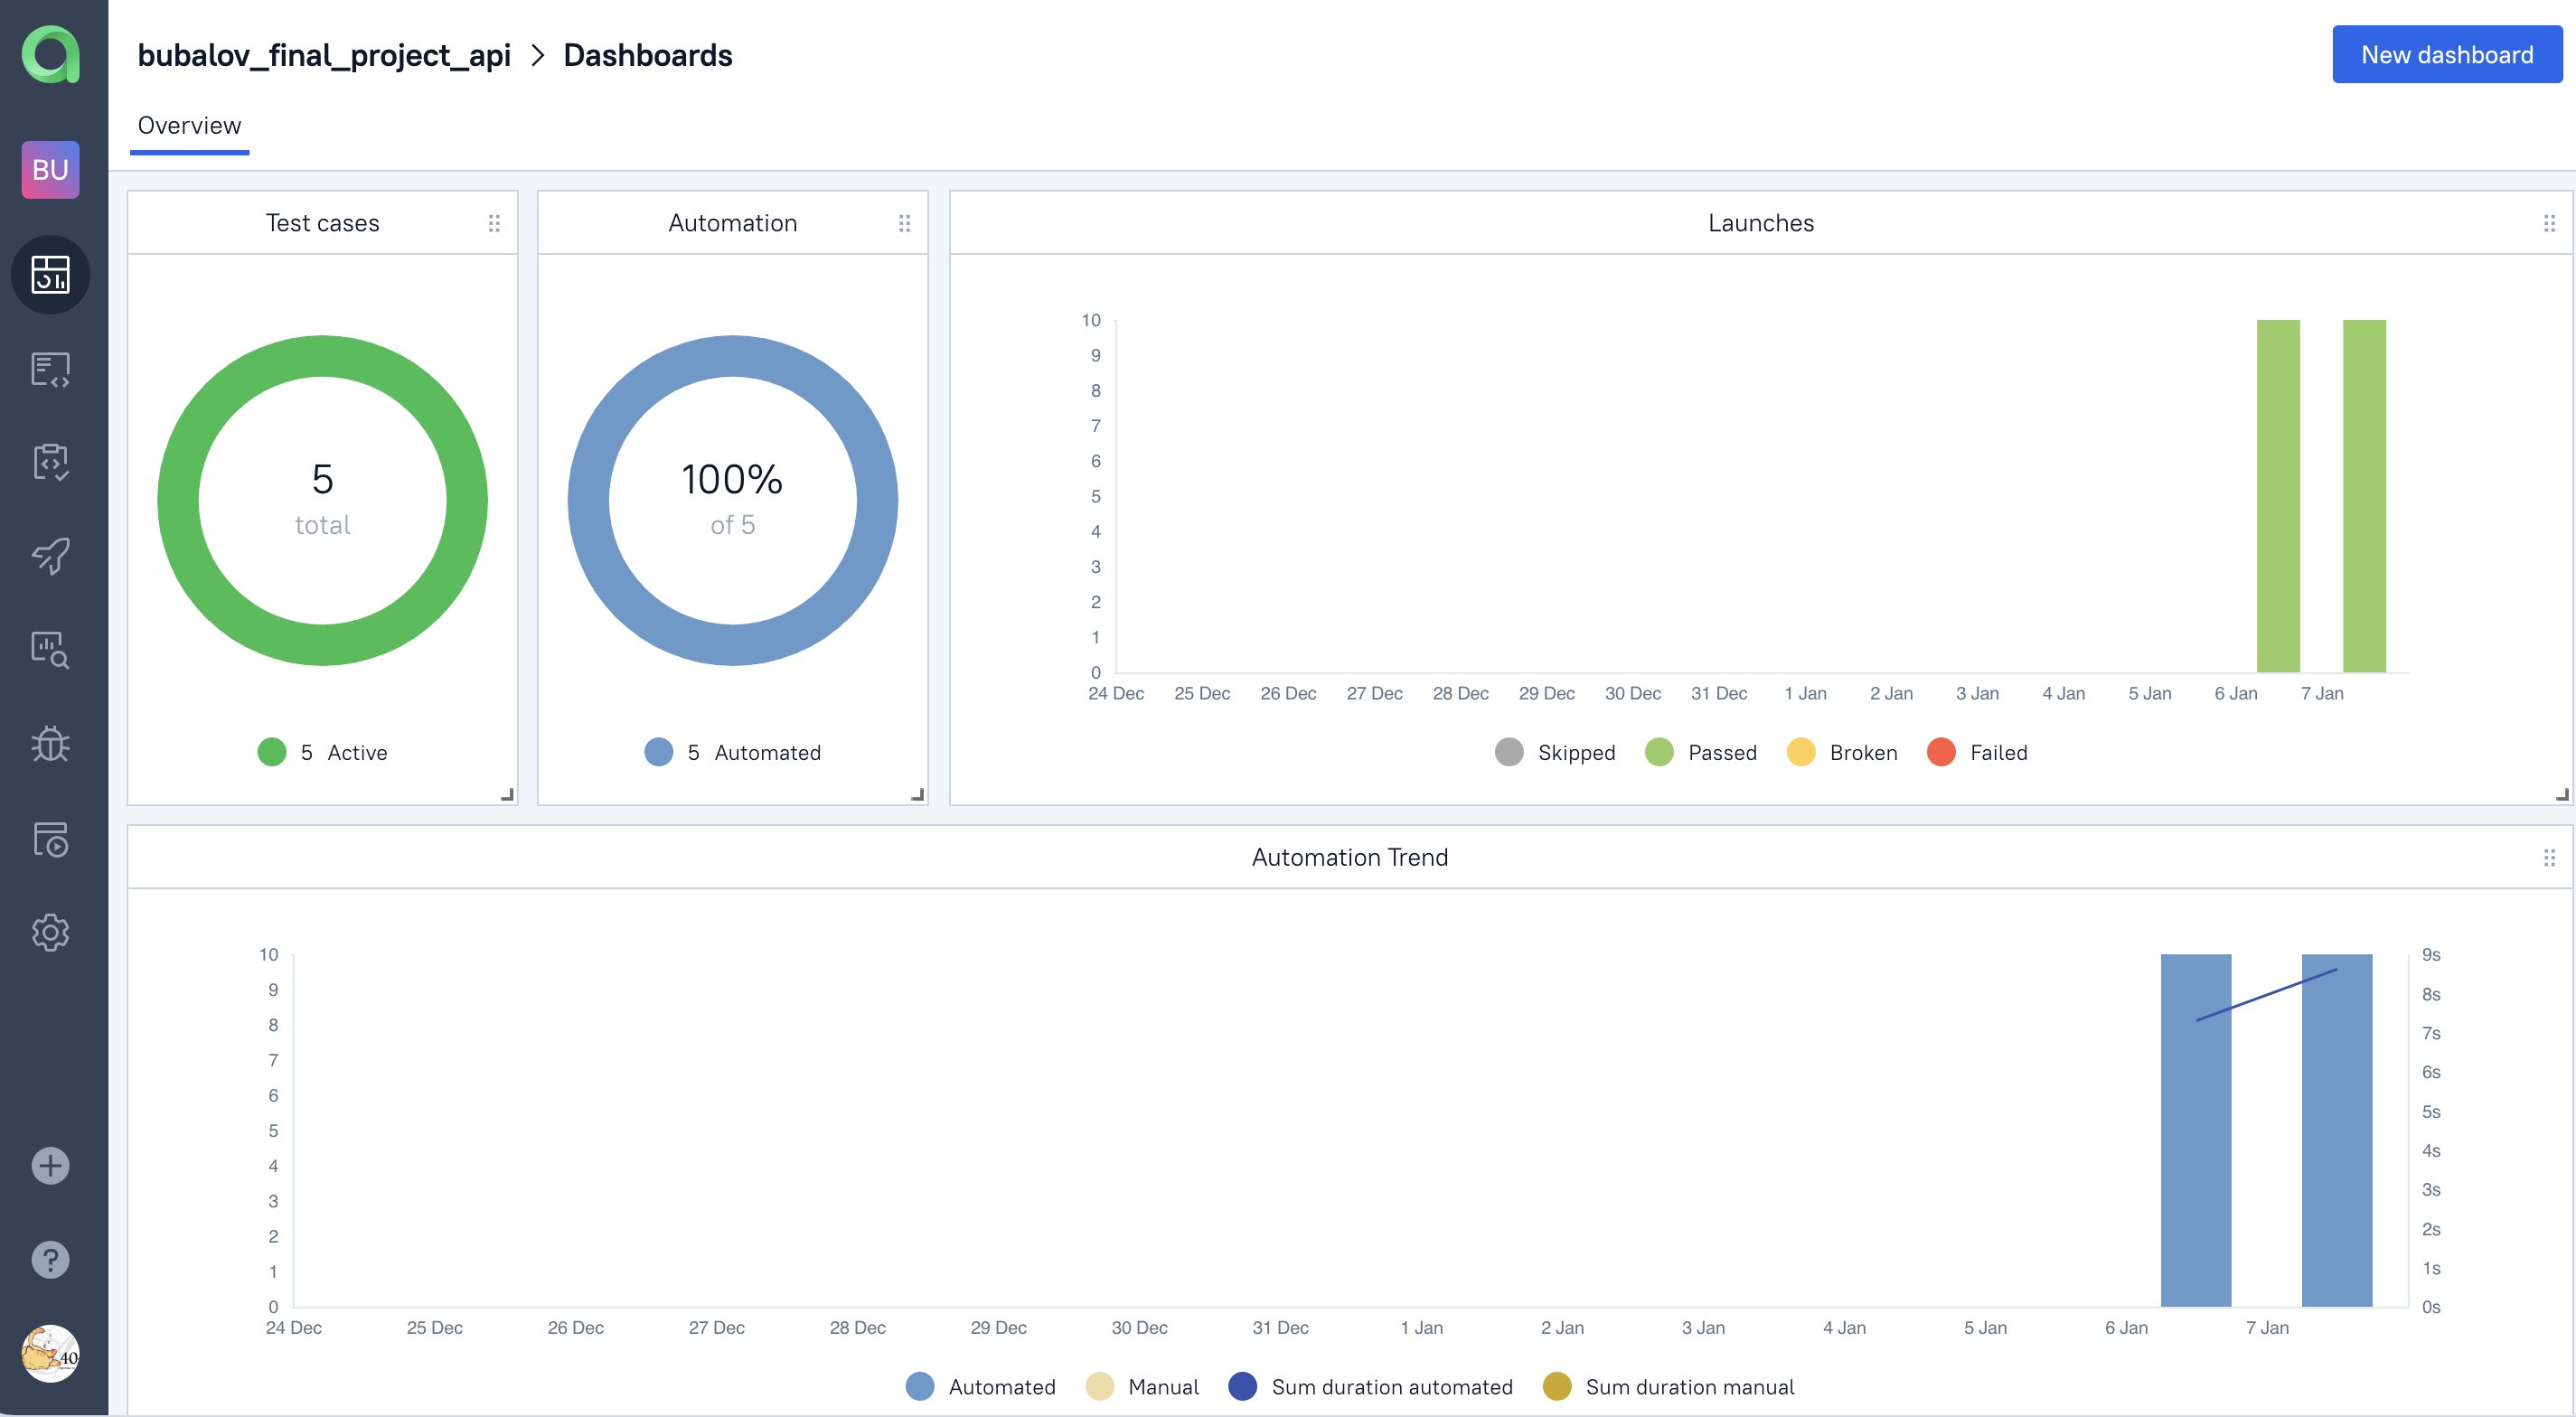 bubalov_final_project_api > Dashboards
New dashboard
Overview
BU
Test cases
5
total
5 Active
Automation
100%
of 5
5 Automated
Launches
10
9
8
7
6
5
4
3
2
1
0
24 Dec 25 Dec 26 Dec 27 Dec 28 Dec 29 Dec 30 Dec 31 Dec 1 Jan 2 Jan 3 Jan 4 Jan 5 Jan 6 Jan 7 Jan
Skipped Passed Broken Failed
Automation Trend
10
9
8
7
6
5
4
3
2
1
0
9s
8s
7s
6s
5s
4s
3s
2s
1s
0s
24 Dec 25 Dec 26 Dec 27 Dec 28 Dec 29 Dec 30 Dec 31 Dec 1 Jan 2 Jan 3 Jan 4 Jan 5 Jan 6 Jan 7 Jan
Automated Manual Sum duration automated Sum duration manual
?
40